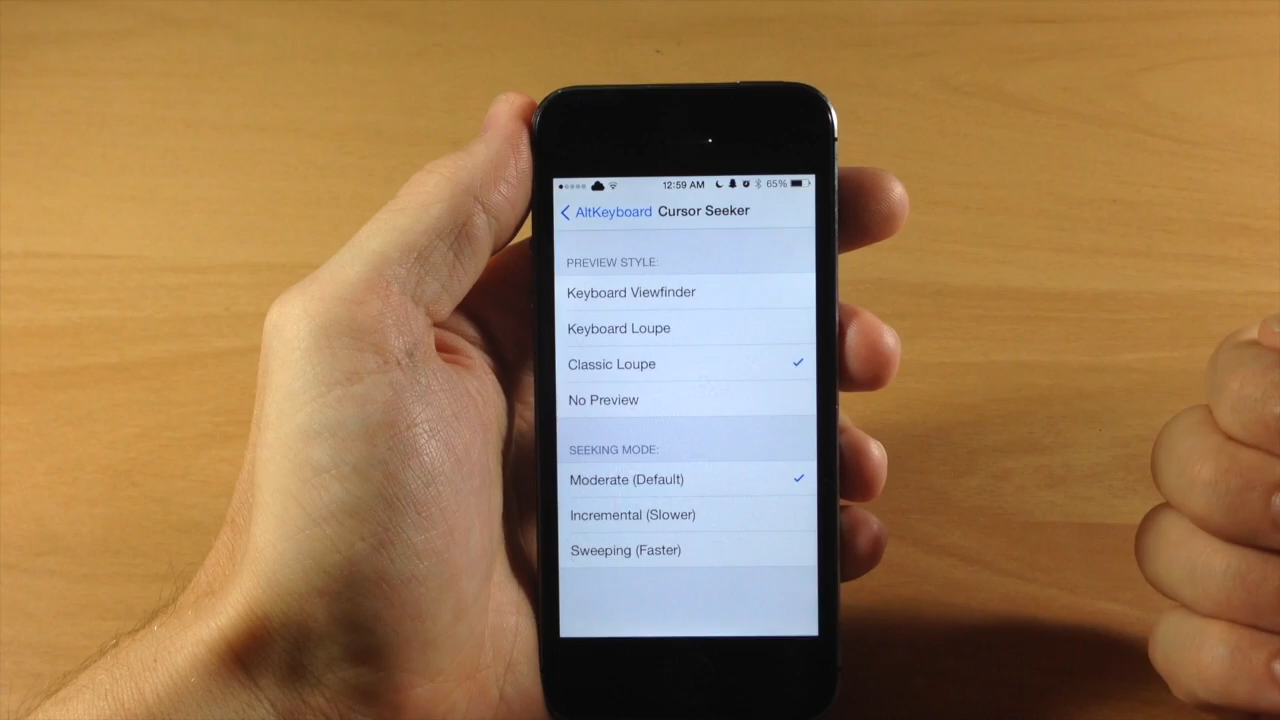 12:59 AM 65%
AltKeyboard Cursor Seeker
PREVIEW STYLE:
Keyboard Viewfinder
Keyboard Loupe
Classic Loupe
No Preview
SEEKING MODE:
Moderate (Default)
Incremental (Slower)
Sweeping (Faster)